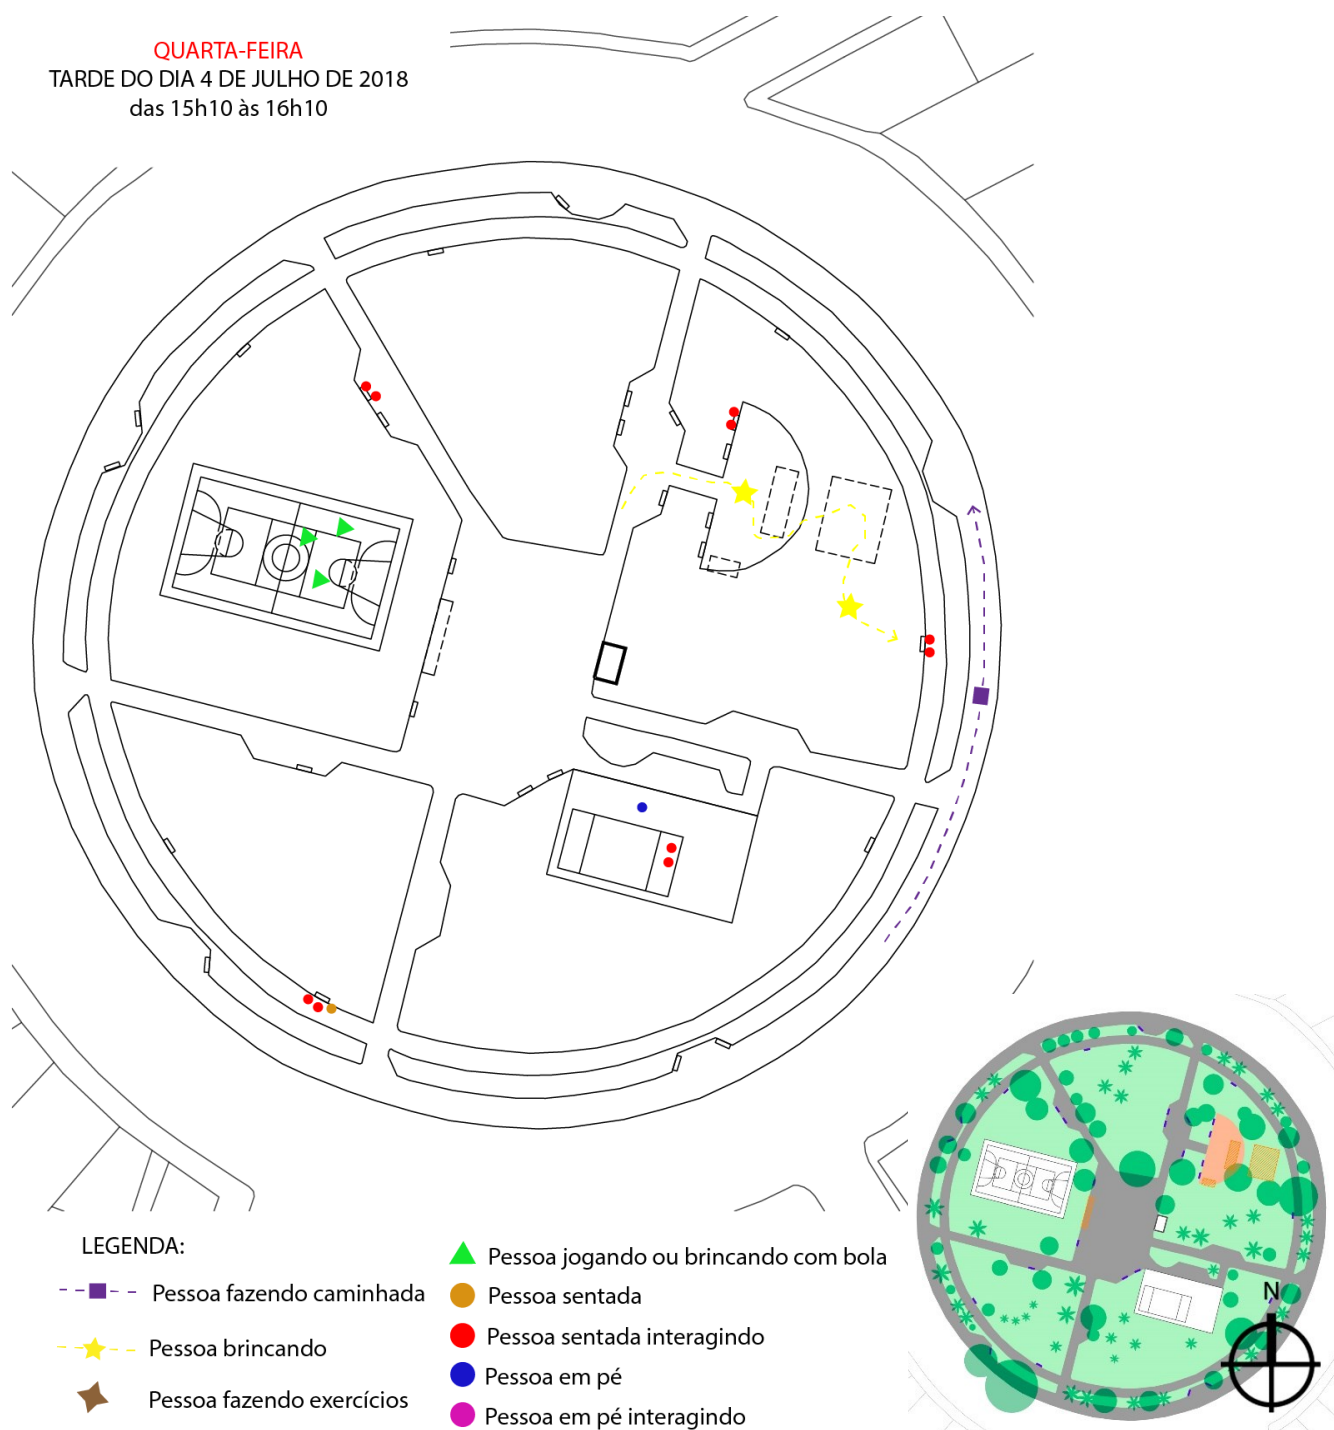 QUARTA-FEIRA
TARDE DO DIA 4 DE JULHO DE 2018
das 15h10 às 16h10
LEGENDA:
Pessoa fazendo caminhada
Pessoa brincando
Pessoa fazendo exercícios
Pessoa jogando ou brincando com bola
Pessoa sentada
Pessoa sentada interagindo
Pessoa em pé
Pessoa em pé interagindo
N